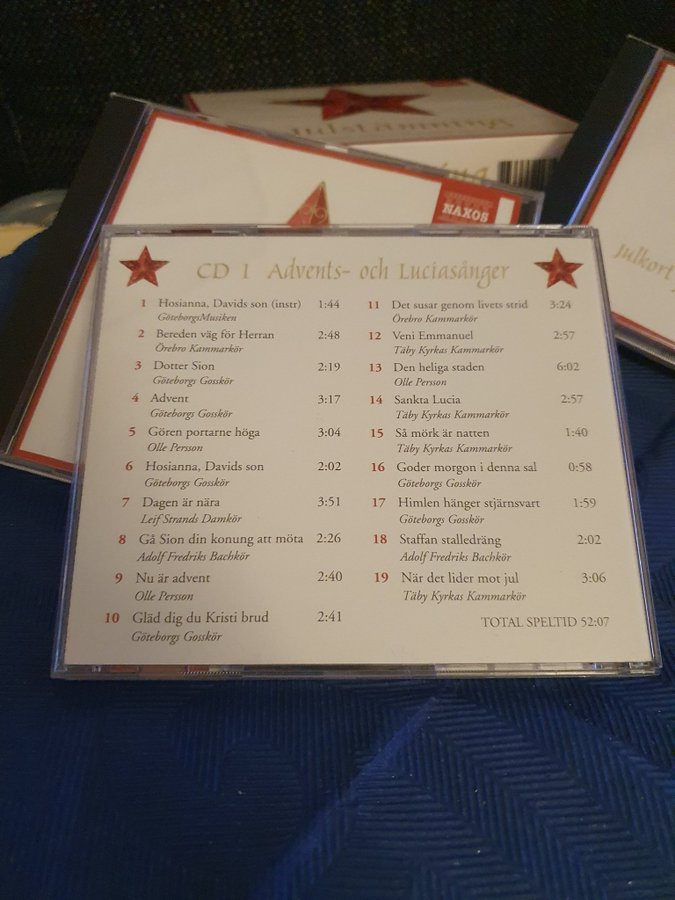 NAXOS
CD 1 Advents- och Luciasånger
1 Hosianna, Davids son (instr) 1:44
GöteborgsMusiken
2 Bereden väg för Herran 2:48
Örebro Kammarkör
3 Dotter Sion 2:19
Göteborgs Gosskör
4 Advent 3:17
Göteborgs Gosskör
5 Gören portarne höga 3:04
Olle Persson
6 Hosianna, Davids son 2:02
Göteborgs Gosskör
7 Dagen är nära 3:51
Leif Strands Damkör
8 Gå Sion din konung att möta 2:26
Adolf Fredriks Bachkör
9 Nu är advent 2:40
Olle Persson
10 Gläd dig du Kristi brud 2:41
Göteborgs Gosskör
11 Det susar genom livets strid 3:24
Örebro Kammarkör
12 Veni Emmanuel 2:57
Täby Kyrkas Kammarkör
13 Den heliga staden 6:02
Olle Persson
14 Sankta Lucia 2:57
Täby Kyrkas Kammarkör
15 Så mörk är natten 1:40
Täby Kyrkas Kammarkör
16 Goder morgon i denna sal 0:58
Göteborgs Gosskör
17 Himlen hänger stjärnsvart 1:59
Göteborgs Gosskör
18 Staffan stalledräng 2:02
Adolf Fredriks Bachkör
19 När det lider mot jul 3:06
Täby Kyrkas Kammarkör
TOTAL SPELTID 52:07
julkort